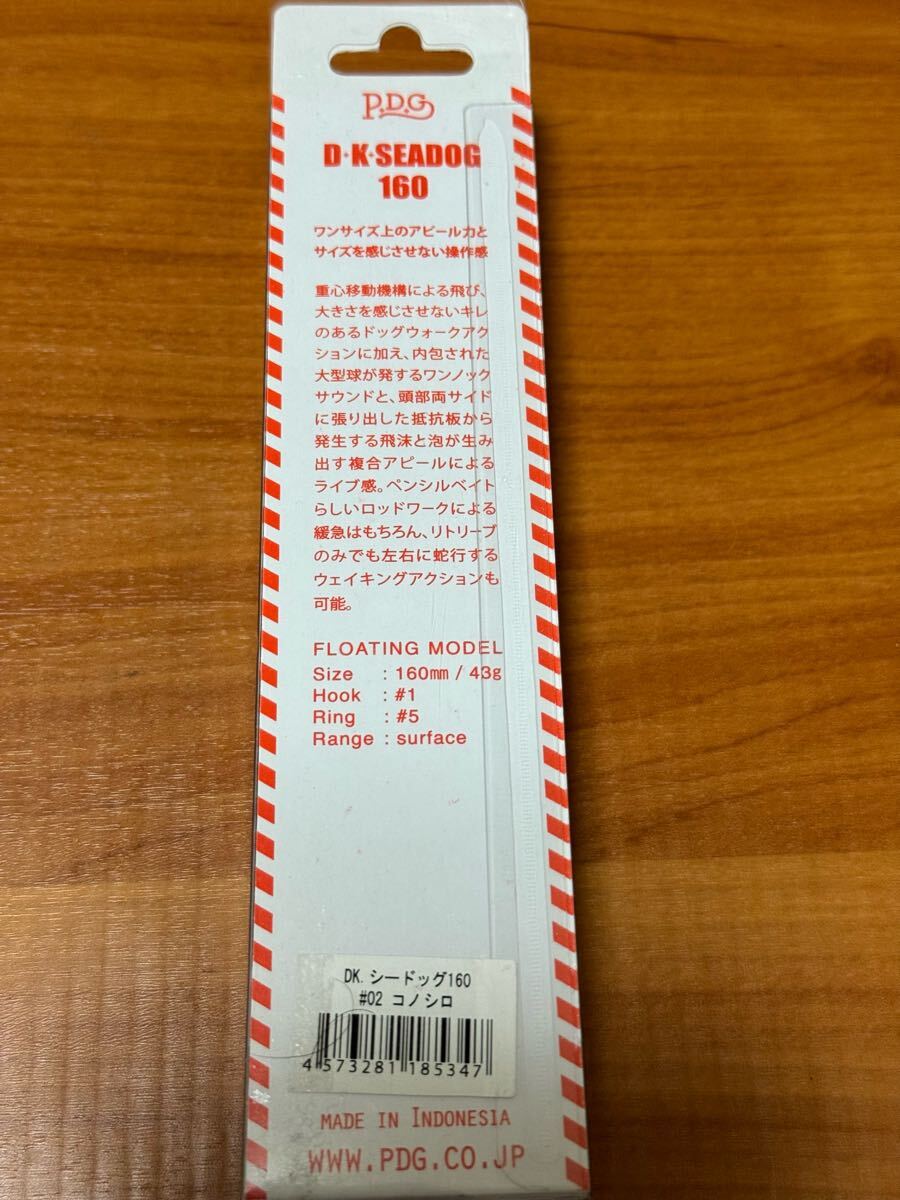 P.D.G
D·K·SEADOG
160
ワンサイズ上のアピール力と
サイズを感じさせない操作感
重心移動機構による飛び、
大きさを感じさせないキレ
のあるドッグウォークアク
ションに加え、内包された
大型球が発するワンノック
サウンドと、頭部両サイド
に張り出した抵抗板から
発生する飛沫と泡が生み
出す複合アピールによる
ライブ感。ペンシルベイト
らしいロッドワークによる
緩急はもちろん、リトリーブ
のみでも左右に蛇行する
ウェイキングアクションも
可能。
FLOATING MODEL
Size : 160mm / 43g
Hook : #1
Ring : #5
Range : surface
DK.シードッグ160
#02 コノシロ
4 573281 185347
MADE IN INDONESIA
WWW.PDG.CO.JP